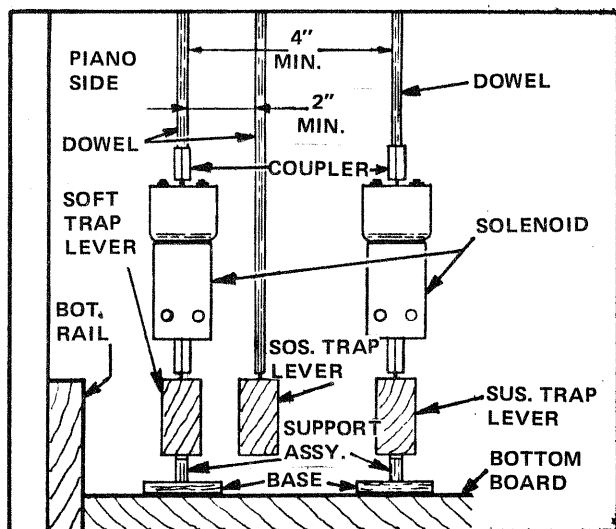 4"
MIN.
PIANO
SIDE
DOWEL
2"
MIN.
DOWEL
COUPLER
SOFT
TRAP
LEVER
SOLENOID
BOT.
RAIL
SOS. TRAP
LEVER
SUS. TRAP
LEVER
SUPPORT
ASSY.
BASE
BOTTOM
BOARD